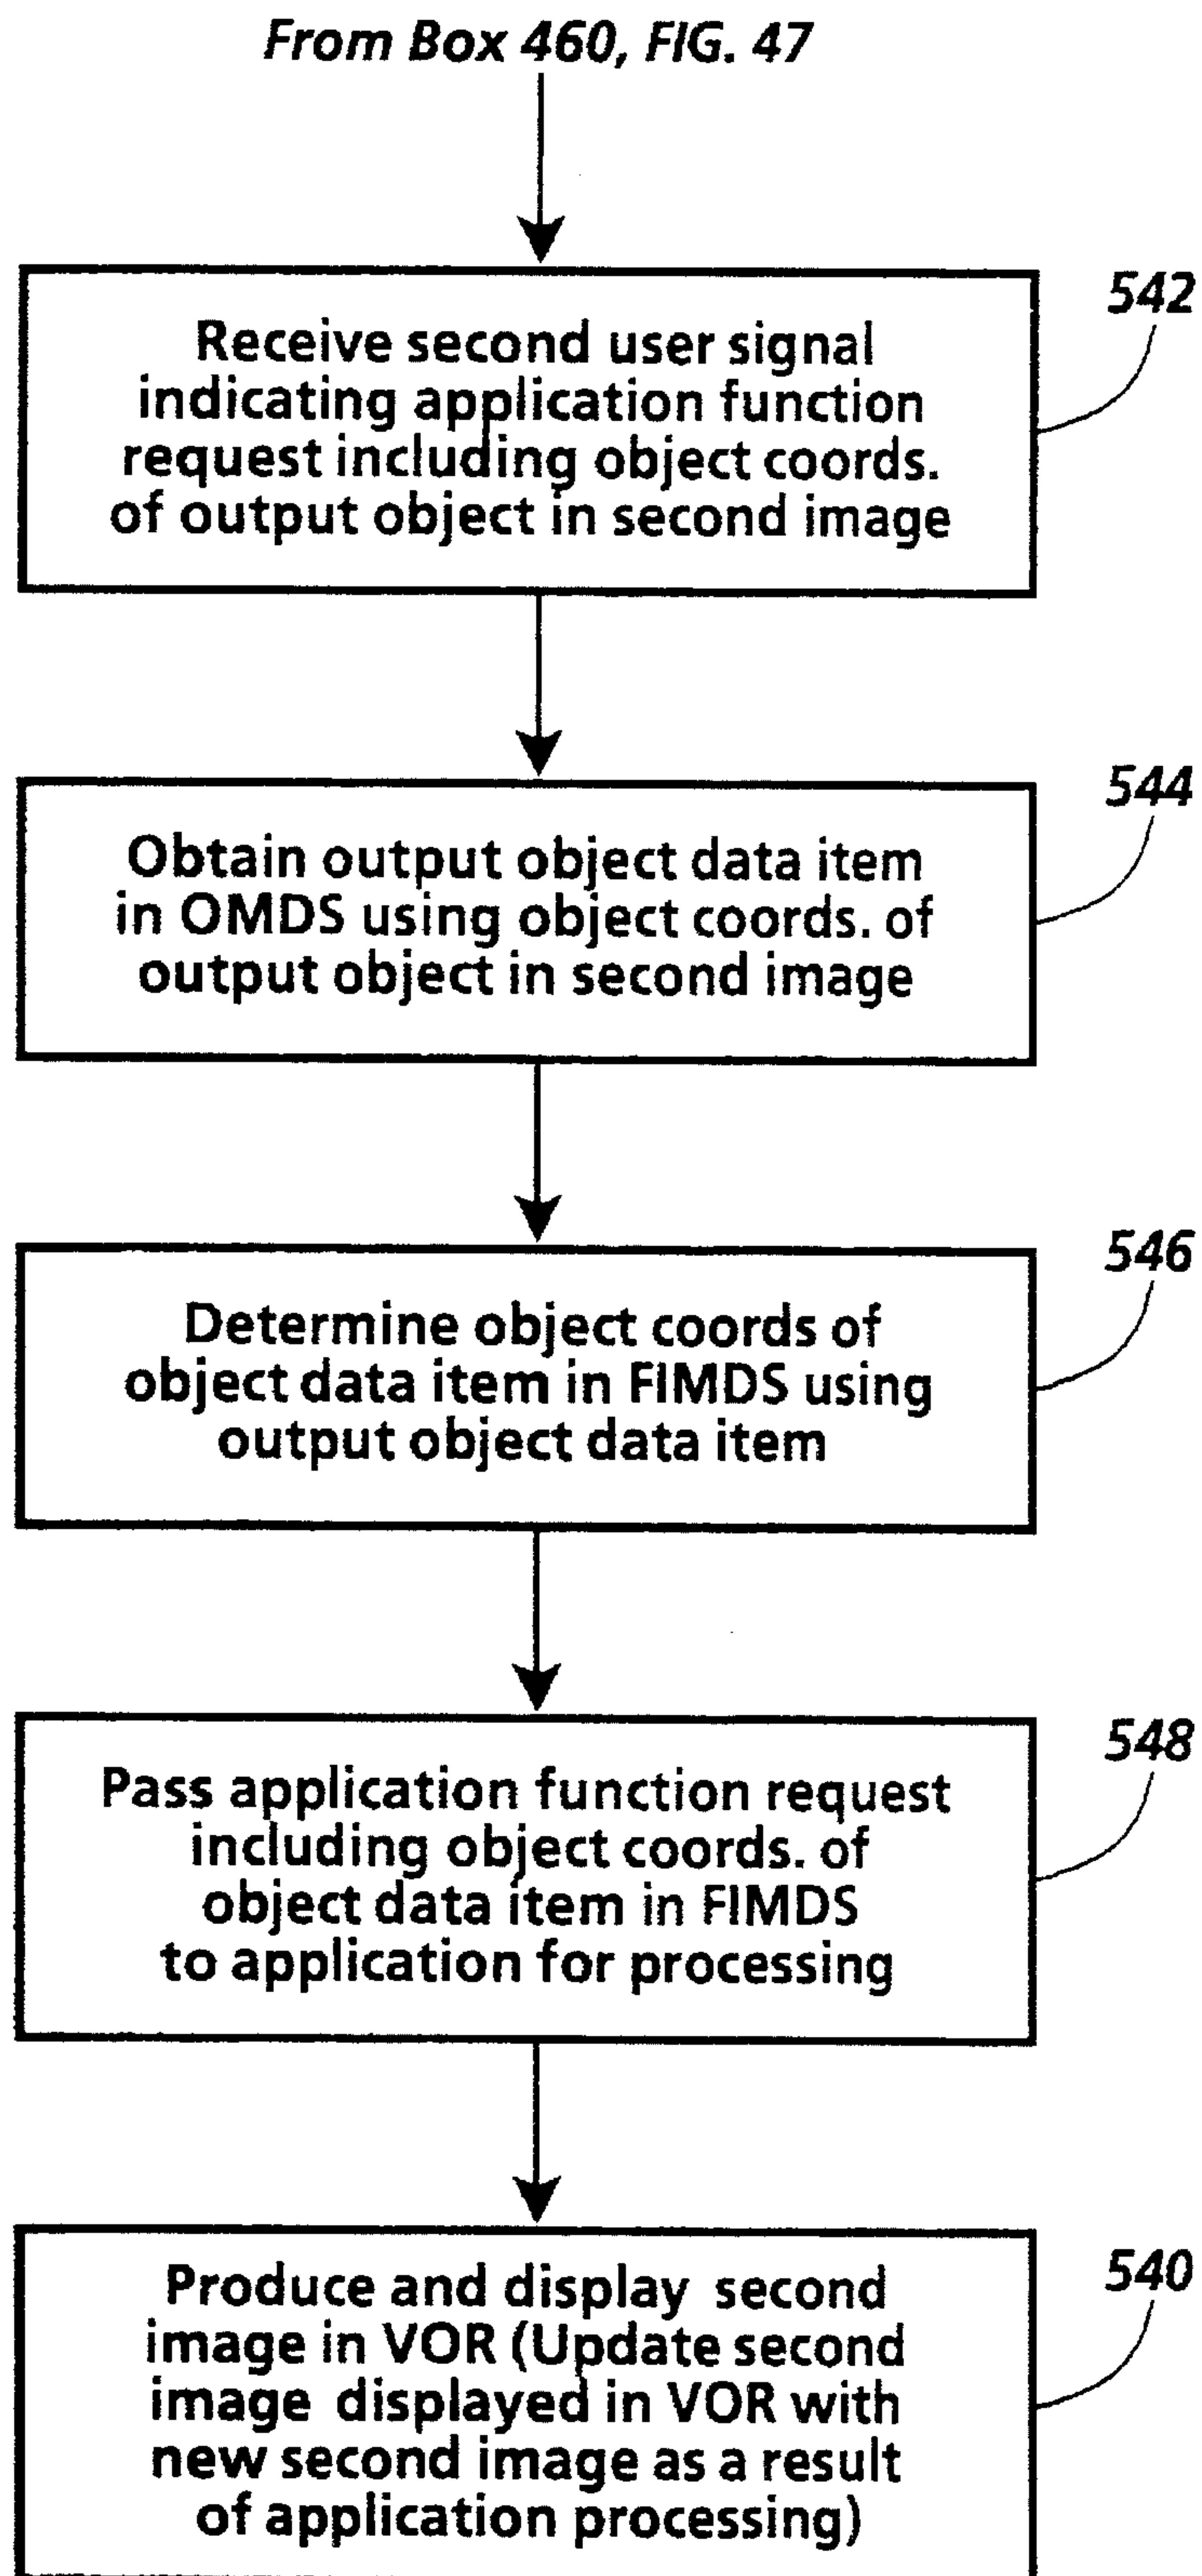 From Box 460, FIG. 47
542
Receive second user signal
indicating application function
request including object coords.
of output object in second image
544
Obtain output object data item
in OMDS using object coords. of
output object in second image
546
Determine object coords of
object data item in FIMDS using
output object data item
548
Pass application function request
including object coords. of
object data item in FIMDS
to application for processing
540
Produce and display second
image in VOR (Update second
image displayed in VOR with
new second image as a result
of application processing)